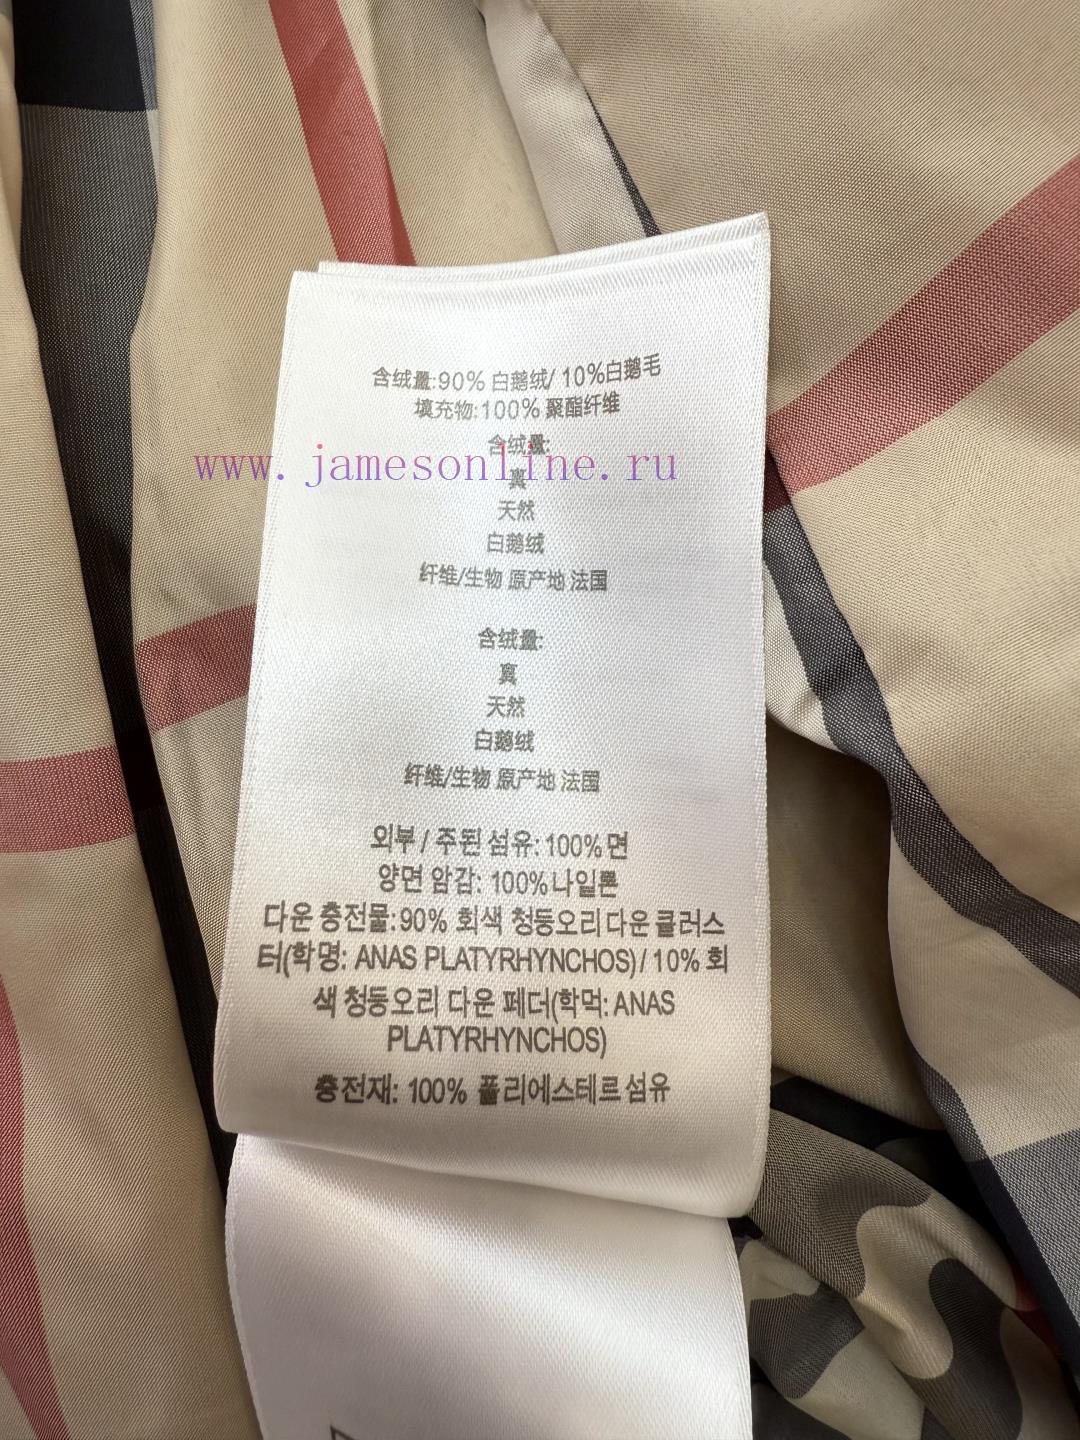 含绒量:90% 白鹅绒/ 10%白鹅毛
填充物:100% 聚酯纤维
含绒量:
www.jamesonline.ru
真
天然
白鹅绒
纤维/生物 原产地 法国
含绒量:
真
天然
白鹅绒
纤维/生物 原产地 法国
외부 / 주된 섬유: 100% 면
양면 암감: 100% 나일론
다운 충전물: 90% 회색 청둥오리 다운 클러스
터(학명: ANAS PLATYRHYNCHOS) / 10% 회
색 청둥오리 다운 페더(학먹: ANAS
PLATYRHYNCHOS)
충전재: 100% 폴리에스테르 섬유